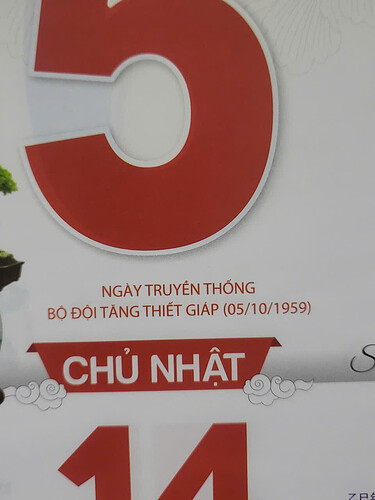 5
NGÀY TRUYỀN THỐNG
BỘ ĐỘI TĂNG THIẾT GIÁP (05/10/1959)
CHỦ NHẬT
14